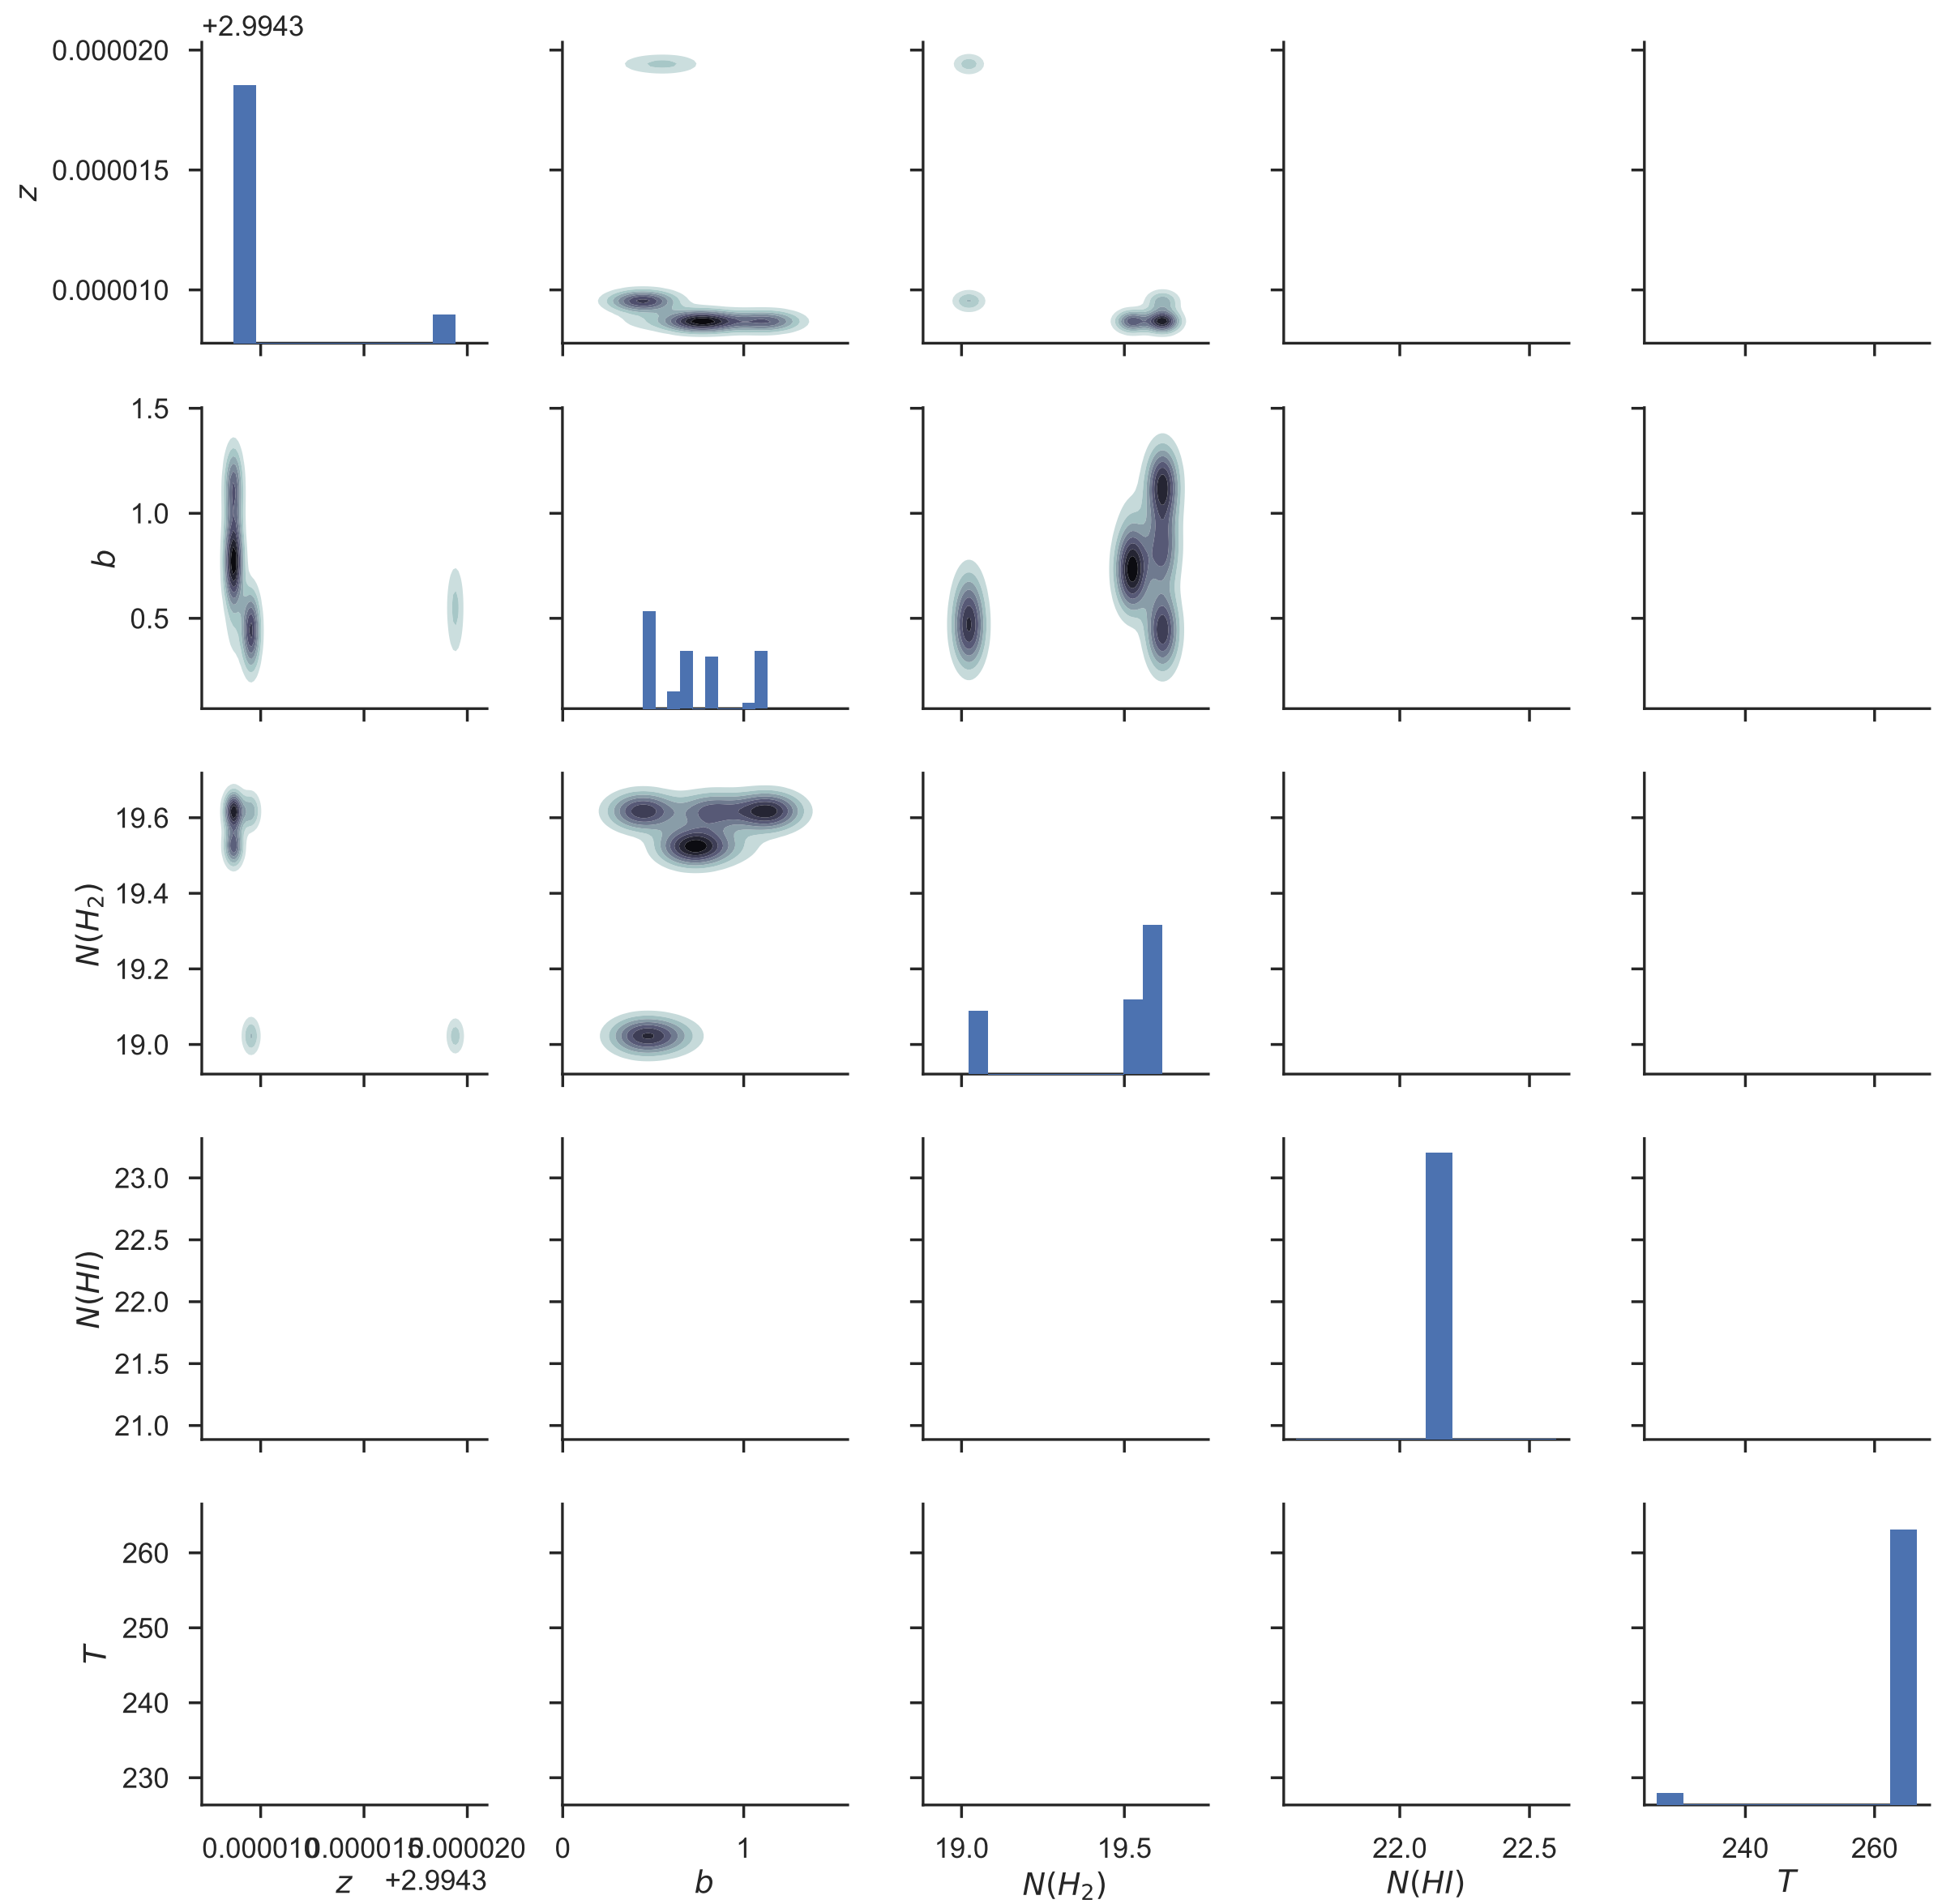 +2.9943
0.000020
0.000015
z
0.000010
1.5
1.0
b
0.5
19.6
19.4
N(H₂)
19.2
19.0
23.0
22.5
N(HI)
22.0
21.5
21.0
260
250
T
240
230
0.000010 0.000015 0.000020 0 1 19.0 19.5 22.0 22.5 240 260
z +2.9943 b N(H₂) N(HI) T